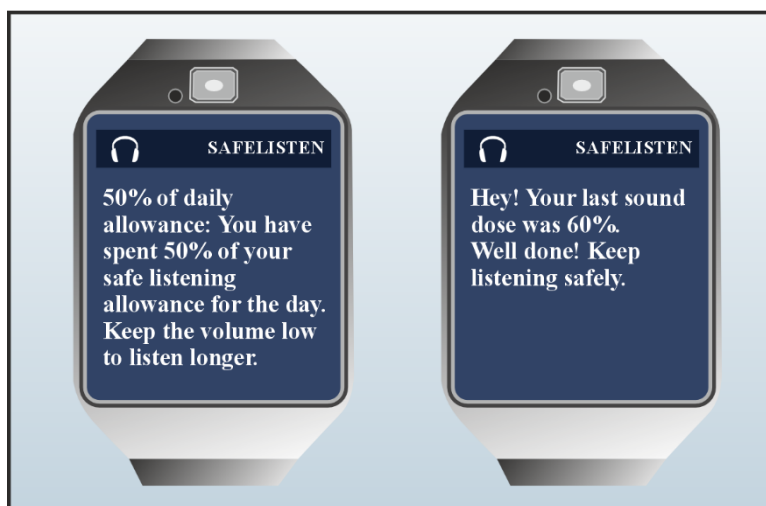 SAFELISTEN
50% of daily
allowance: You have
spent 50% of your
safe listening
allowance for the day.
Keep the volume low
to listen longer.
SAFELISTEN
Hey! Your last sound
dose was 60%.
Well done! Keep
listening safely.